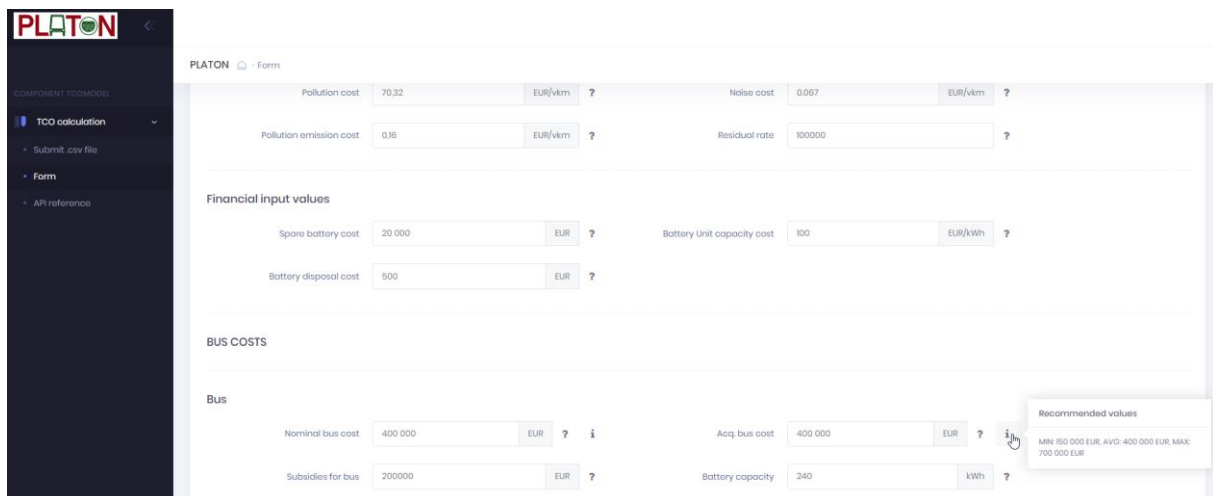 PLATON
PLATON - Form
COMPONENT TCOMODEL
TCO calculation
Submit .csv file
Form
API reference
Pollution cost 70,32 EUR/vkm ? Noise cost 0.067 EUR/vkm ?
Pollution emission cost 0,16 EUR/vkm ? Residual rate 100000 ?
Financial input values
Spare battery cost 20 000 EUR ? Battery Unit capacity cost 100 EUR/kWh ?
Battery disposal cost 500 EUR ?
BUS COSTS
Bus
Nominal bus cost 400 000 EUR ? i Acq. bus cost 400 000 EUR ? i
Recommended values
MIN: 150 000 EUR, AVG: 400 000 EUR, MAX:
700 000 EUR
Subsidies for bus 200000 EUR ? Battery capacity 240 kWh ?